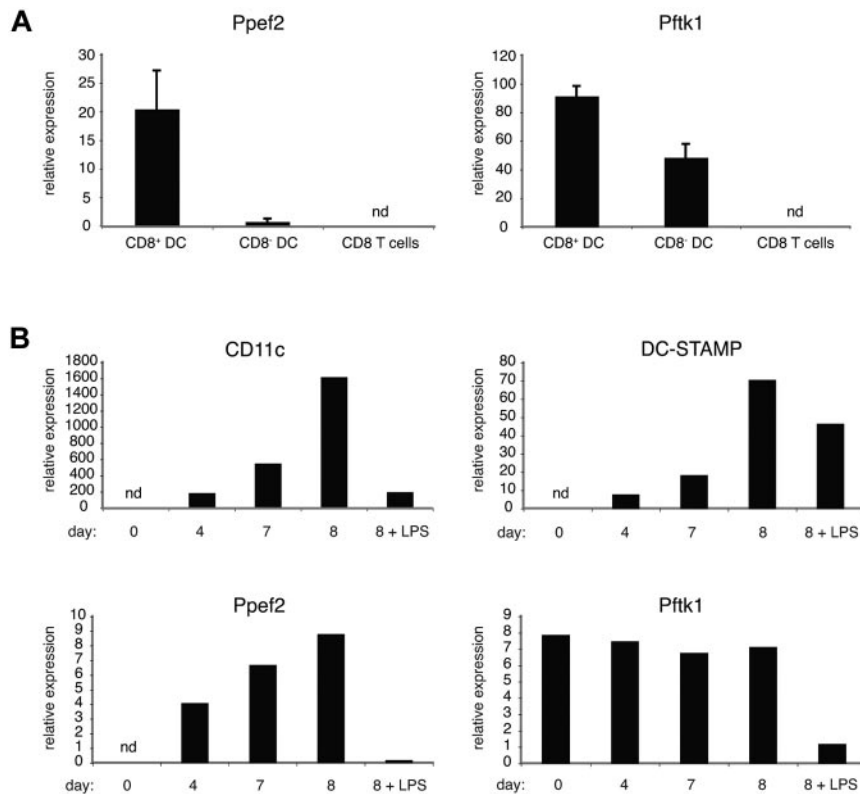 A
Ppef2
relative expression
30
25
20
15
10
5
0
nd
CD8+ DC CD8- DC CD8 T cells
Pftk1
relative expression
120
100
80
60
40
20
0
nd
CD8+ DC CD8- DC CD8 T cells
B
CD11c
relative expression
1800
1600
1400
1200
1000
800
600
400
200
0
nd
day: 0 4 7 8 8 + LPS
DC-STAMP
relative expression
80
70
60
50
40
30
20
10
0
nd
day: 0 4 7 8 8 + LPS
Ppef2
relative expression
10
9
8
7
6
5
4
3
2
1
0
nd
day: 0 4 7 8 8 + LPS
Pftk1
relative expression
9
8
7
6
5
4
3
2
1
0
day: 0 4 7 8 8 + LPS